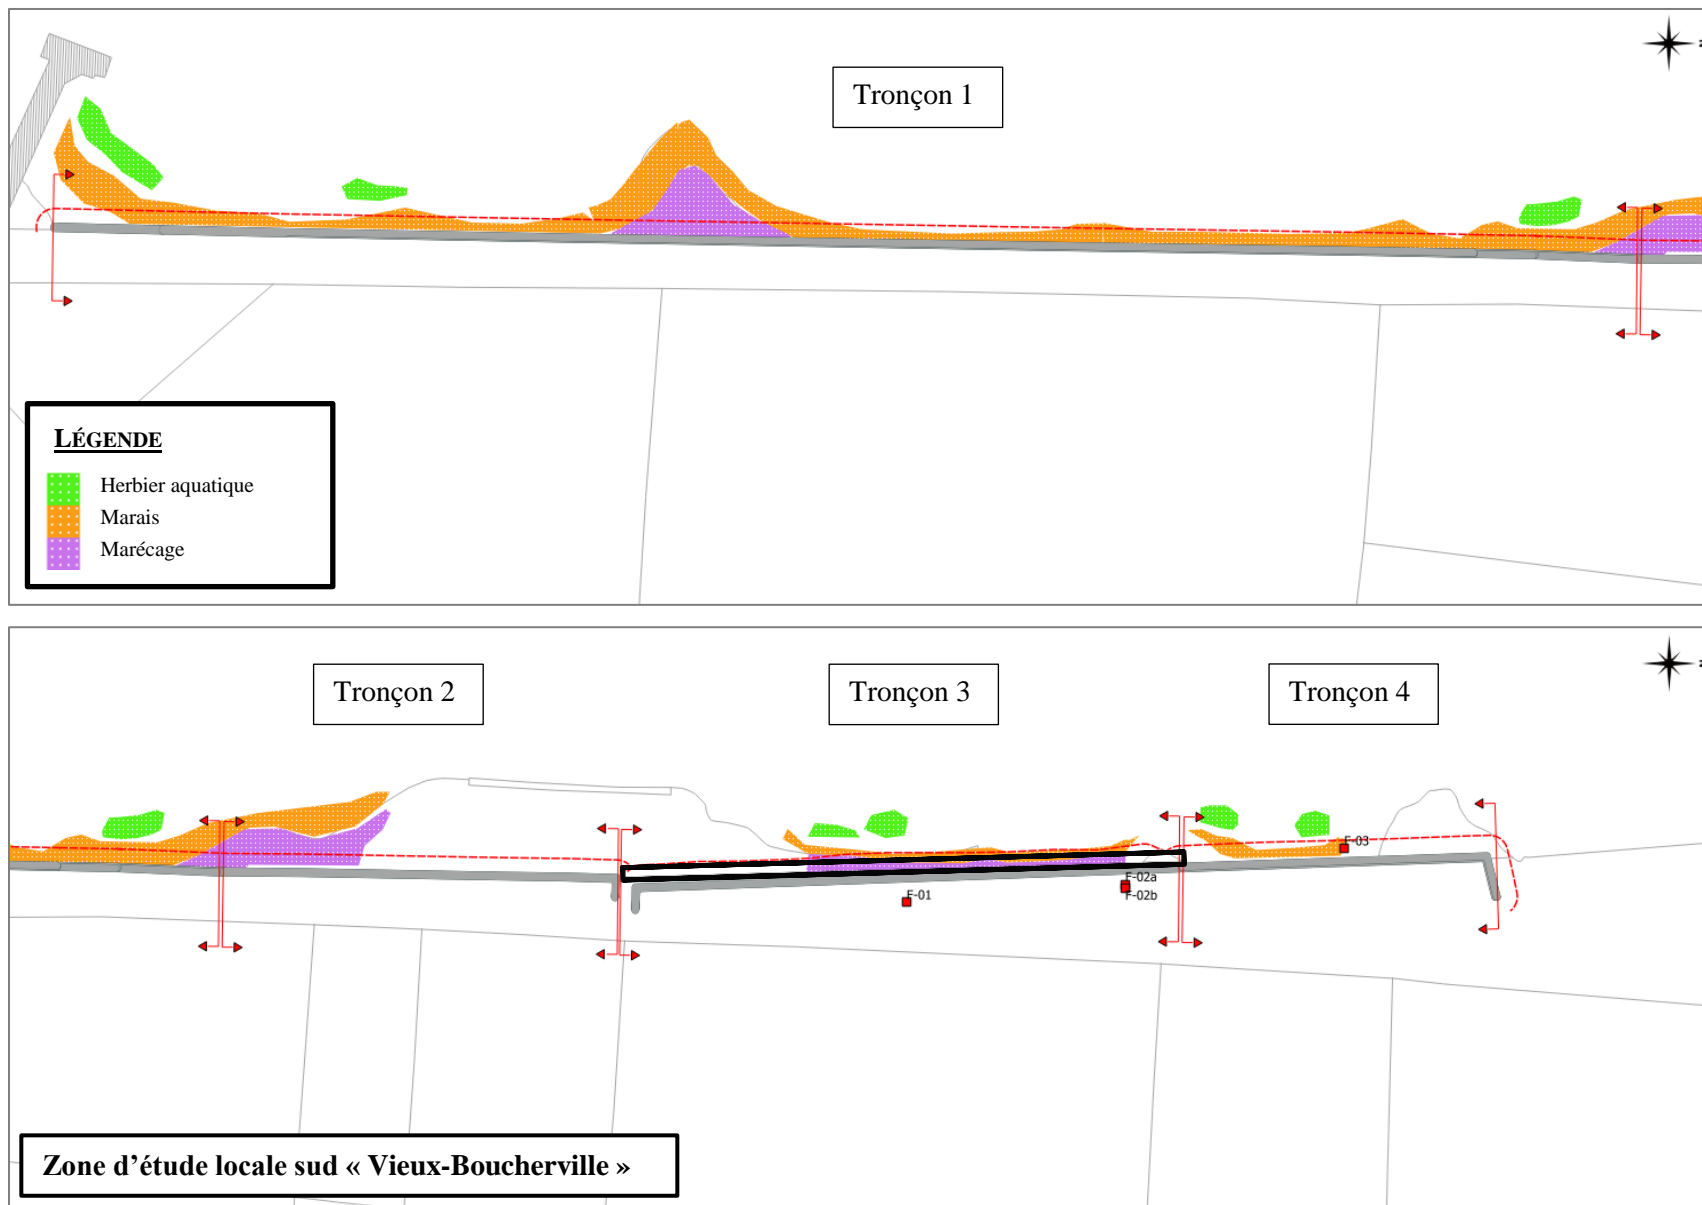 Tronçon 1
LÉGENDE
Herbier aquatique
Marais
Marécage
Tronçon 2
Tronçon 3
Tronçon 4
F-03
F-02a
F-02b
F-01
Zone d’étude locale sud « Vieux-Boucherville »